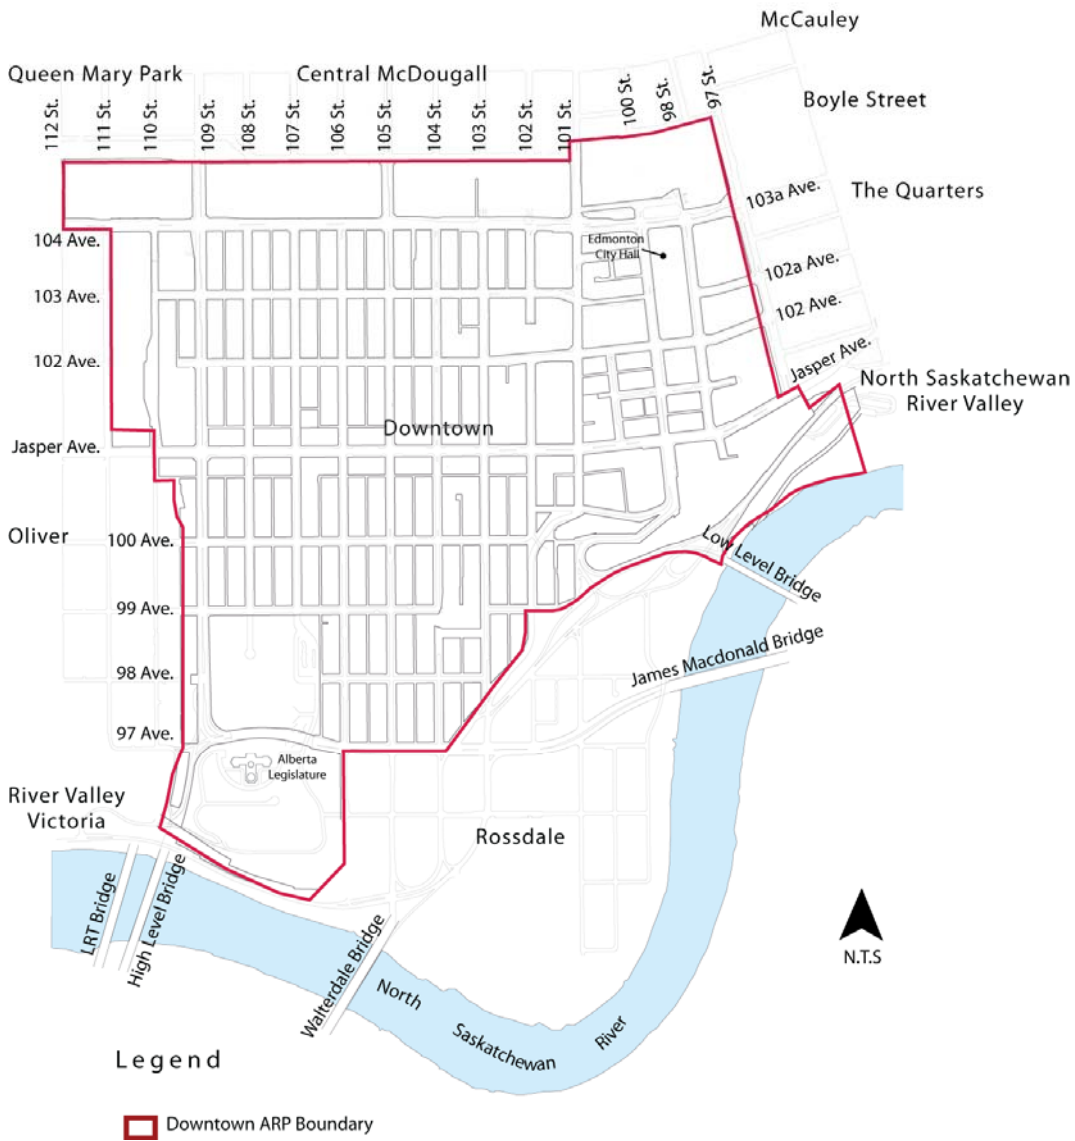 McCauley
Queen Mary Park
Central McDougall
Boyle Street
112 St.
111 St.
110 St.
109 St.
108 St.
107 St.
106 St.
105 St.
104 St.
103 St.
102 St.
101 St.
100 St.
98 St.
97 St.
The Quarters
103a Ave.
104 Ave.
Edmonton
City Hall
102a Ave.
103 Ave.
102 Ave.
102 Ave.
Jasper Ave.
North Saskatchewan
River Valley
Downtown
Jasper Ave.
Oliver
100 Ave.
Low Level Bridge
99 Ave.
James Macdonald Bridge
98 Ave.
97 Ave.
Alberta
Legislature
River Valley
Victoria
Rossdale
LRT Bridge
High Level Bridge
Walterdale Bridge
North
Saskatchewan
River
N.T.S
Legend
Downtown ARP Boundary